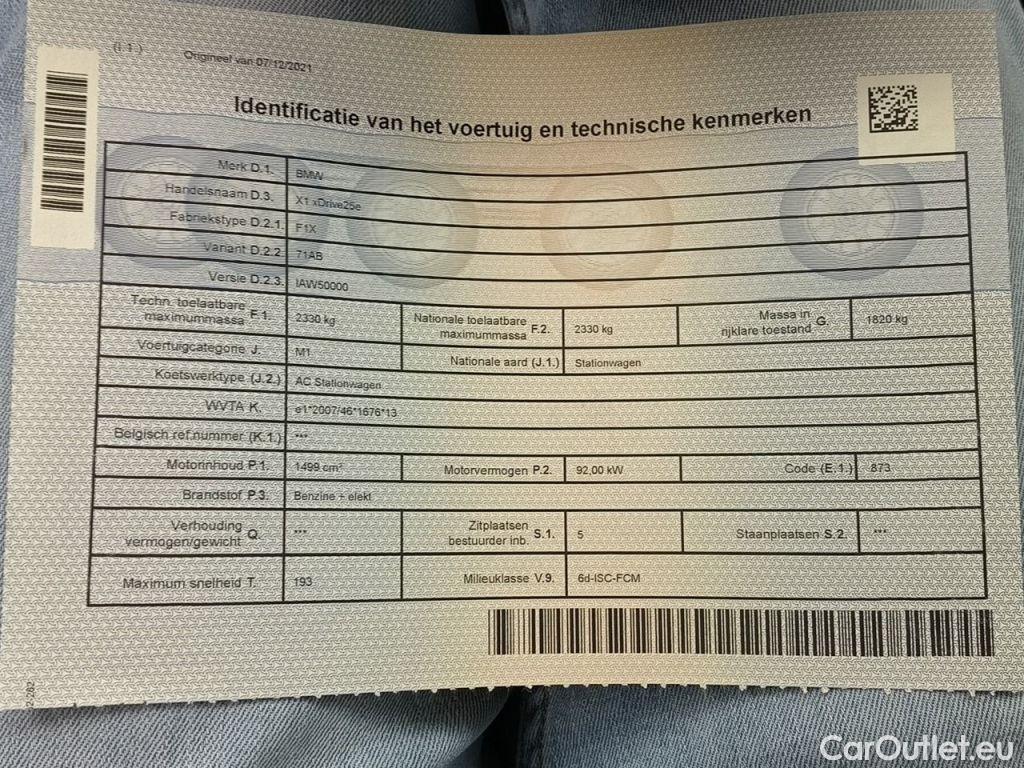 (I.1.)
Origineel van 07/12/2021
Identificatie van het voertuig en technische kenmerken
Merk D.1. BMW
Handelsnaam D.3. X1 xDrive25e
Fabriekstype D.2.1. F1X
Variant D.2.2. 71AB
Versie D.2.3. IAW50000
Techn. toelaatbare maximummassa F.1. 2330 kg Nationale toelaatbare maximummassa F.2. 2330 kg Massa in rijklare toestand G. 1820 kg
Voertuigcategorie J. M1 Nationale aard (J.1.) Stationwagen
Koetswerktype (J.2.) AC Stationwagen
WVTA K. e1*2007/46*1676*13
Belgisch ref.nummer (K.1.) ***
Motorinhoud P.1. 1499 cm³ Motorvermogen P.2. 92,00 kW Code (E.1.) 873
Brandstof P.3. Benzine + elekt
Verhouding vermogen/gewicht Q. *** Zitplaatsen bestuurder inb. S.1. 5 Staanplaatsen S.2. ***
Maximum snelheid T. 193 Milieuklasse V.9. 6d-ISC-FCM
CarOutlet.eu